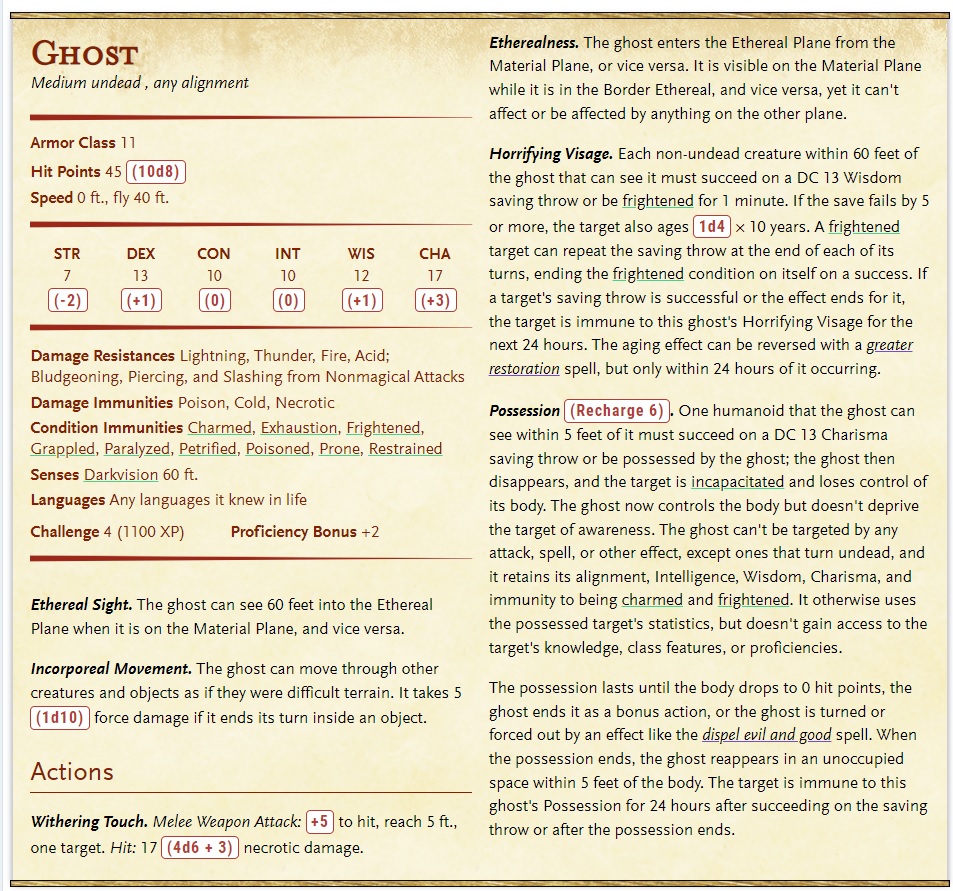 Ghost
Medium undead , any alignment
Armor Class 11
Hit Points 45 (10d8)
Speed 0 ft., fly 40 ft.
STR DEX CON INT WIS CHA
7 13 10 10 12 17
(-2) (+1) (0) (0) (+1) (+3)
Damage Resistances Lightning, Thunder, Fire, Acid;
Bludgeoning, Piercing, and Slashing from Nonmagical Attacks
Damage Immunities Poison, Cold, Necrotic
Condition Immunities Charmed, Exhaustion, Frightened,
Grappled, Paralyzed, Petrified, Poisoned, Prone, Restrained
Senses Darkvision 60 ft.
Languages Any languages it knew in life
Challenge 4 (1100 XP) Proficiency Bonus +2
Ethereal Sight. The ghost can see 60 feet into the Ethereal
Plane when it is on the Material Plane, and vice versa.
Incorporeal Movement. The ghost can move through other
creatures and objects as if they were difficult terrain. It takes 5
(1d10) force damage if it ends its turn inside an object.
Actions
Withering Touch. Melee Weapon Attack: +5 to hit, reach 5 ft.,
one target. Hit: 17 (4d6 + 3) necrotic damage.
Etherealness. The ghost enters the Ethereal Plane from the
Material Plane, or vice versa. It is visible on the Material Plane
while it is in the Border Ethereal, and vice versa, yet it can't
affect or be affected by anything on the other plane.
Horrifying Visage. Each non-undead creature within 60 feet of
the ghost that can see it must succeed on a DC 13 Wisdom
saving throw or be frightened for 1 minute. If the save fails by 5
or more, the target also ages 1d4 × 10 years. A frightened
target can repeat the saving throw at the end of each of its
turns, ending the frightened condition on itself on a success. If
a target's saving throw is successful or the effect ends for it,
the target is immune to this ghost's Horrifying Visage for the
next 24 hours. The aging effect can be reversed with a greater
restoration spell, but only within 24 hours of it occurring.
Possession (Recharge 6). One humanoid that the ghost can
see within 5 feet of it must succeed on a DC 13 Charisma
saving throw or be possessed by the ghost; the ghost then
disappears, and the target is incapacitated and loses control of
its body. The ghost now controls the body but doesn't deprive
the target of awareness. The ghost can't be targeted by any
attack, spell, or other effect, except ones that turn undead, and
it retains its alignment, Intelligence, Wisdom, Charisma, and
immunity to being charmed and frightened. It otherwise uses
the possessed target's statistics, but doesn't gain access to the
target's knowledge, class features, or proficiencies.
The possession lasts until the body drops to 0 hit points, the
ghost ends it as a bonus action, or the ghost is turned or
forced out by an effect like the dispel evil and good spell. When
the possession ends, the ghost reappears in an unoccupied
space within 5 feet of the body. The target is immune to this
ghost's Possession for 24 hours after succeeding on the saving
throw or after the possession ends.